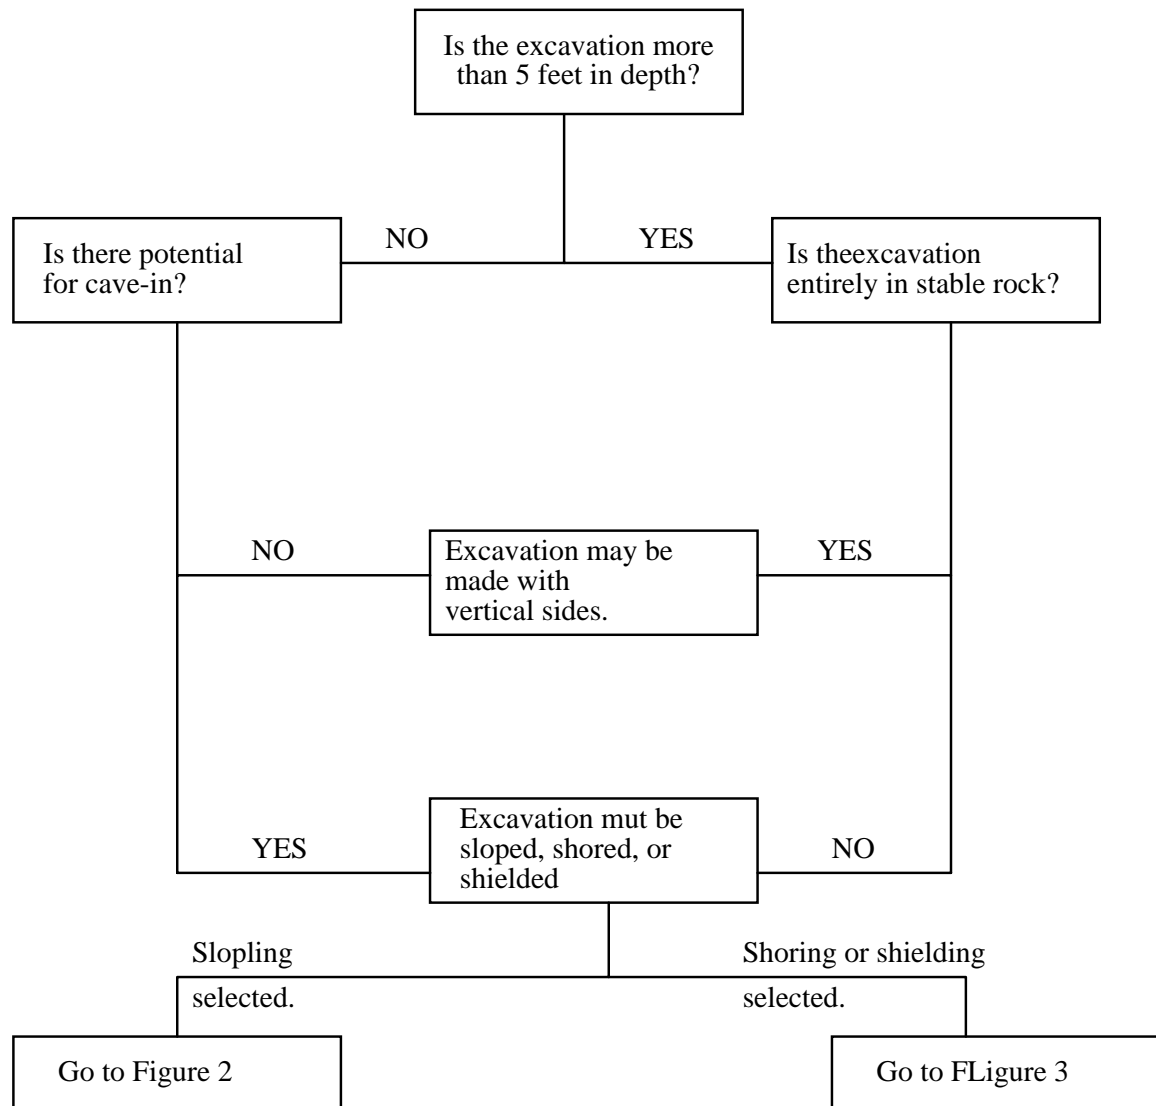 Is the excavation more
than 5 feet in depth?
NO
YES
Is there potential
for cave-in?
Is theexcavation
entirely in stable rock?
NO
Excavation may be
made with
vertical sides.
YES
YES
Excavation mut be
sloped, shored, or
shielded
NO
Slopling
selected.
Shoring or shielding
selected.
Go to Figure 2
Go to FLigure 3